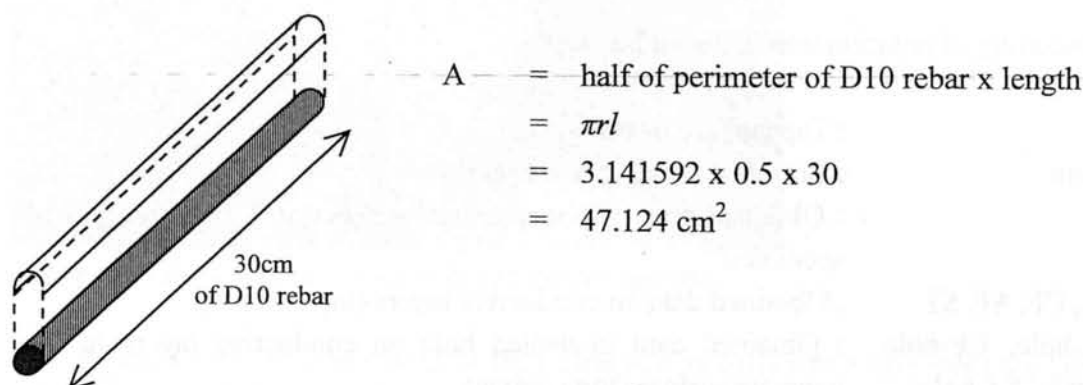 A = half of perimeter of D10 rebar x length
= πrl
= 3.141592 x 0.5 x 30
= 47.124 cm²
30cm
of D10 rebar